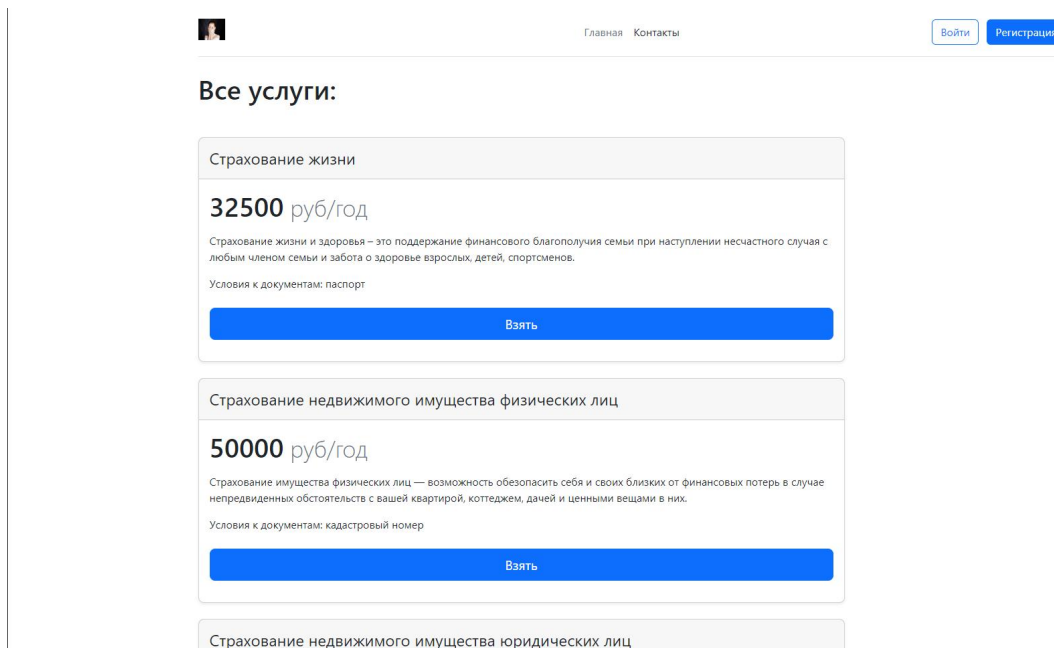 Главная Контакты Войти Регистрация
Все услуги:
Страхование жизни
32500 руб/год
Страхование жизни и здоровья – это поддержание финансового благополучия семьи при наступлении несчастного случая с
любым членом семьи и забота о здоровье взрослых, детей, спортсменов.
Условия к документам: паспорт
Взять
Страхование недвижимого имущества физических лиц
50000 руб/год
Страхование имущества физических лиц — возможность обезопасить себя и своих близких от финансовых потерь в случае
непредвиденных обстоятельств с вашей квартирой, коттеджем, дачей и ценными вещами в них.
Условия к документам: кадастровый номер
Взять
Страхование недвижимого имущества юридических лиц